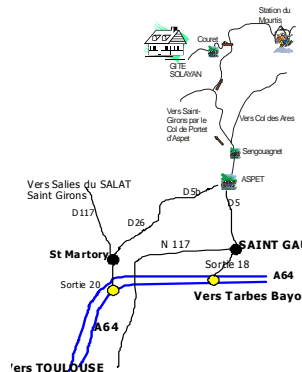 Station du
Mourtis
Couret
GITE
SOLAYAN
Vers Saint-
Girons par le
Col de Portet
d'Aspet
Vers Col des Ares
Sengouagnet
ASPET
D5b
D5
Vers Salies du SALAT
Saint Girons
D117
D26
N 117
St Martory
SAINT GAU
Sortie 18
Sortie 20
A64
Vers Tarbes Bayo
A64
Vers TOULOUSE